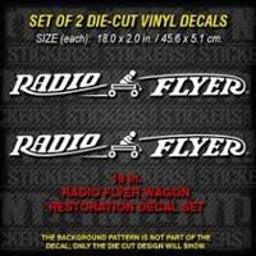 SET OF 2 DIE-CUT VINYL DECALS
SIZE (each): 18.0 x 2.0 in. / 45.6 x 5.1 cm.
RADIO FLYER
RADIO FLYER
18 in.
RADIO FLYER WAGON
RESTORATION DECAL SET
THE BACKGROUND PATTERN IS NOT PART OF THE
DECAL; ONLY THE DIE CUT DESIGN WILL SHOW.